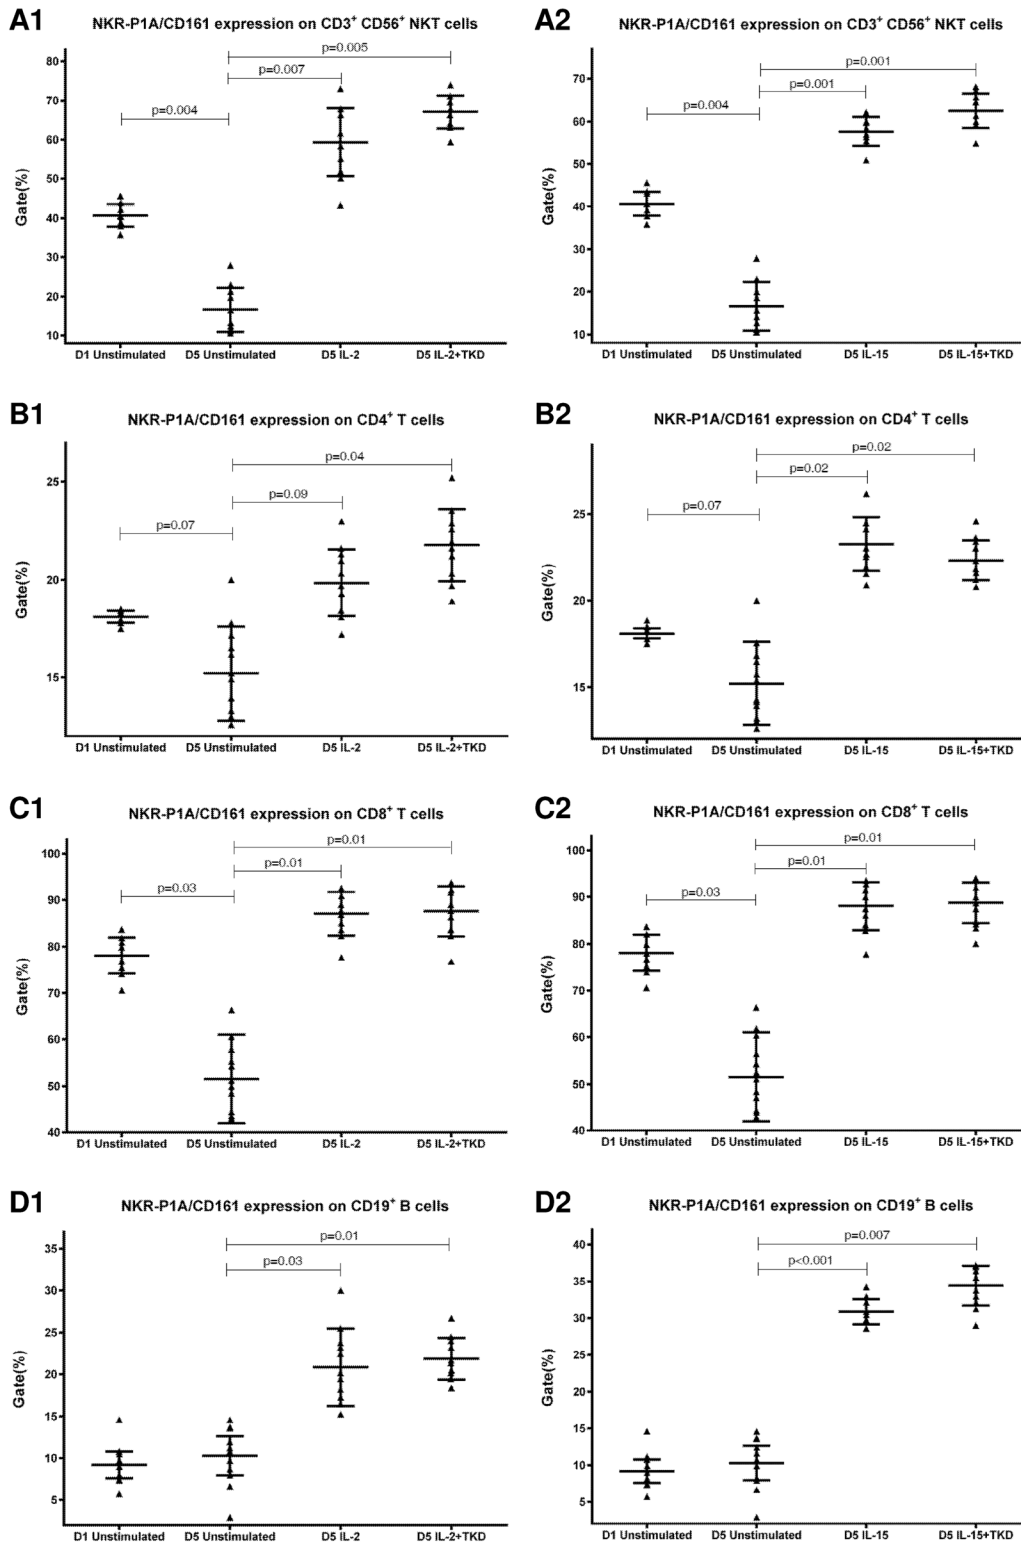 A1
NKR-P1A/CD161 expression on CD3+ CD56+ NKT cells
p=0.005
p=0.007
p=0.004
80
70
60
50
40
30
20
10
Gate(%)
D1 Unstimulated D5 Unstimulated D5 IL-2 D5 IL-2+TKD
A2
NKR-P1A/CD161 expression on CD3+ CD56+ NKT cells
p=0.001
p=0.001
p=0.004
70
60
50
40
30
20
10
Gate(%)
D1 Unstimulated D5 Unstimulated D5 IL-15 D5 IL-15+TKD
B1
NKR-P1A/CD161 expression on CD4+ T cells
p=0.04
p=0.09
p=0.07
25
20
15
Gate(%)
D1 Unstimulated D5 Unstimulated D5 IL-2 D5 IL-2+TKD
B2
NKR-P1A/CD161 expression on CD4+ T cells
p=0.02
p=0.02
p=0.07
25
20
15
Gate(%)
D1 Unstimulated D5 Unstimulated D5 IL-15 D5 IL-15+TKD
C1
NKR-P1A/CD161 expression on CD8+ T cells
p=0.01
p=0.01
p=0.03
100
90
80
70
60
50
40
Gate(%)
D1 Unstimulated D5 Unstimulated D5 IL-2 D5 IL-2+TKD
C2
NKR-P1A/CD161 expression on CD8+ T cells
p=0.01
p=0.01
p=0.03
100
90
80
70
60
50
40
Gate(%)
D1 Unstimulated D5 Unstimulated D5 IL-15 D5 IL-15+TKD
D1
NKR-P1A/CD161 expression on CD19+ B cells
p=0.01
p=0.03
35
30
25
20
15
10
5
Gate(%)
D1 Unstimulated D5 Unstimulated D5 IL-2 D5 IL-2+TKD
D2
NKR-P1A/CD161 expression on CD19+ B cells
p=0.007
p<0.001
40
35
30
25
20
15
10
5
Gate(%)
D1 Unstimulated D5 Unstimulated D5 IL-15 D5 IL-15+TKD